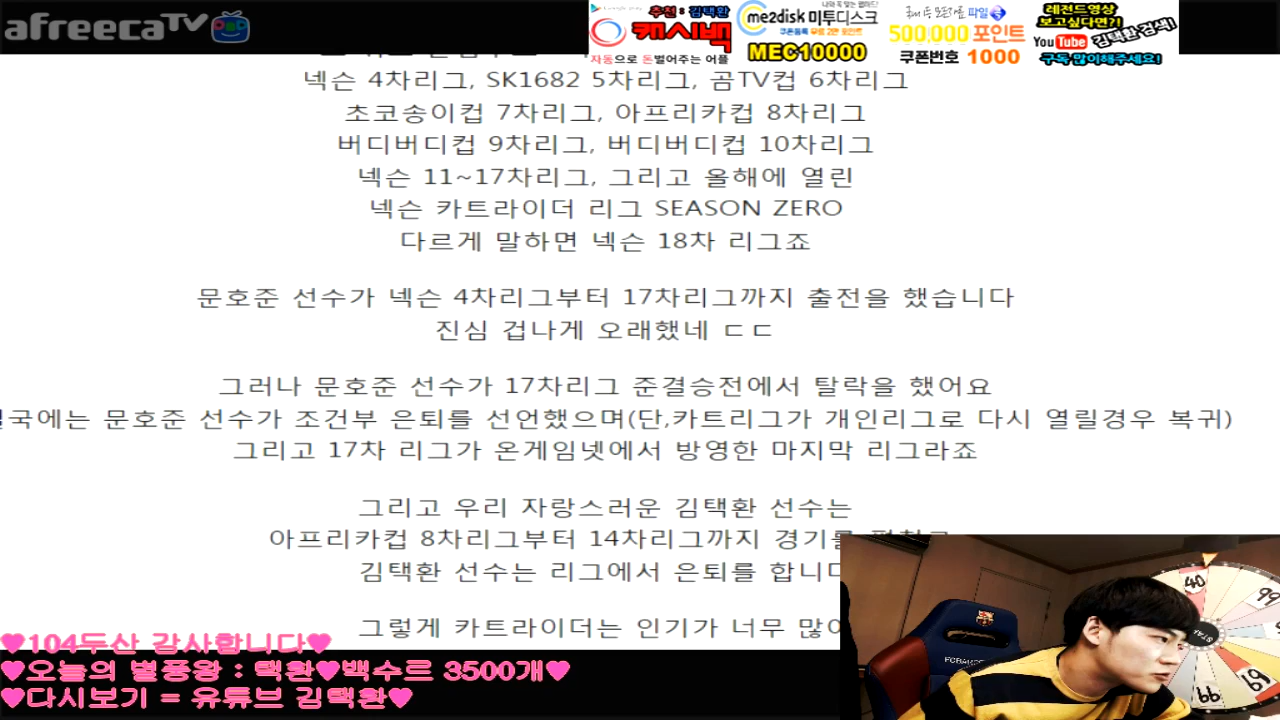 afreecaTV
추천 : 김택환
캐시백
자동으로 돈벌어주는 어플
me2disk 미투디스크
쿠폰등록 무료 2만 포인트
MEC10000
파일
500,000 포인트
쿠폰번호 1000
레전드영상
보고싶다면?!
YouTube 김택환 검색!
구독 많이해주세요!
넥슨 4차리그, SK1682 5차리그, 곰TV컵 6차리그
초코송이컵 7차리그, 아프리카컵 8차리그
버디버디컵 9차리그, 버디버디컵 10차리그
넥슨 11~17차리그, 그리고 올해에 열린
넥슨 카트라이더 리그 SEASON ZERO
다르게 말하면 넥슨 18차 리그죠
문호준 선수가 넥슨 4차리그부터 17차리그까지 출전을 했습니다
진심 겁나게 오래했네 ㄷㄷ
그러나 문호준 선수가 17차리그 준결승전에서 탈락을 했어요
국에는 문호준 선수가 조건부 은퇴를 선언했으며(단,카트리그가 개인리그로 다시 열릴경우 복귀)
그리고 17차 리그가 온게임넷에서 방영한 마지막 리그라죠
그리고 우리 자랑스러운 김택환 선수는
아프리카컵 8차리그부터 14차리그까지 경기를
김택환 선수는 리그에서 은퇴를 합니다
그렇게 카트라이더는 인기가 너무 많이
♥104두산 감사합니다♥
♥오늘의 별풍왕 : 택환♥백수르 3500개♥
♥다시보기 = 유튜브 김택환♥
40
99
STAL
66
69